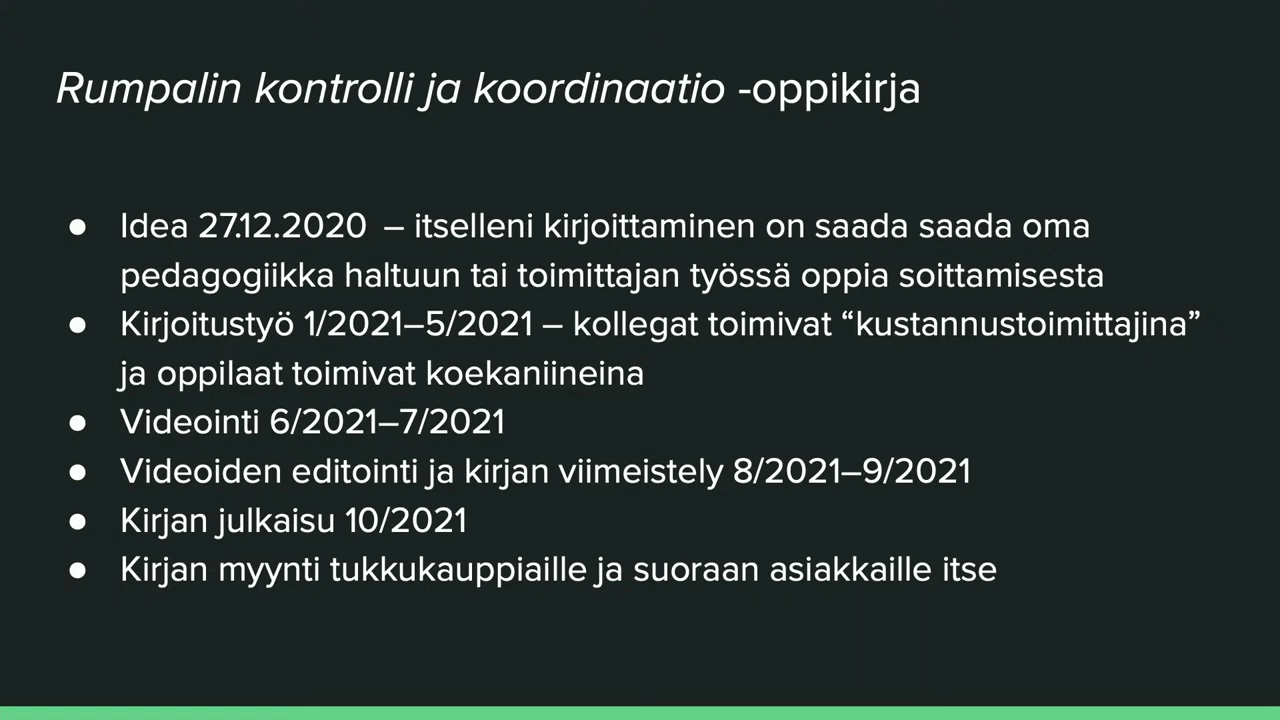 Rumpalin kontrolli ja koordinaatio -oppikirja
● Idea 27.12.2020 – itselleni kirjoittaminen on saada saada oma
pedagogiikka haltuun tai toimittajan työssä oppia soittamisesta
● Kirjoitustyö 1/2021–5/2021 – kollegat toimivat “kustannustoimittajina”
ja oppilaat toimivat koekaniineina
● Videointi 6/2021–7/2021
● Videoiden editointi ja kirjan viimeistely 8/2021–9/2021
● Kirjan julkaisu 10/2021
● Kirjan myynti tukkukauppiaille ja suoraan asiakkaille itse